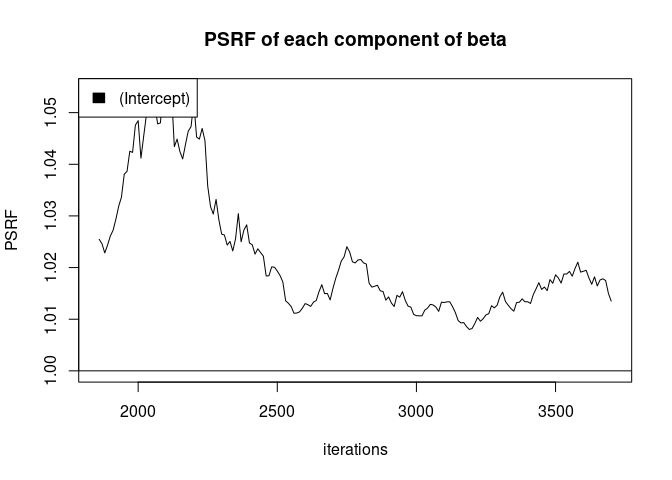 PSRF of each component of beta
(Intercept)
PSRF
1.05
1.04
1.03
1.02
1.01
1.00
2000 2500 3000 3500
iterations